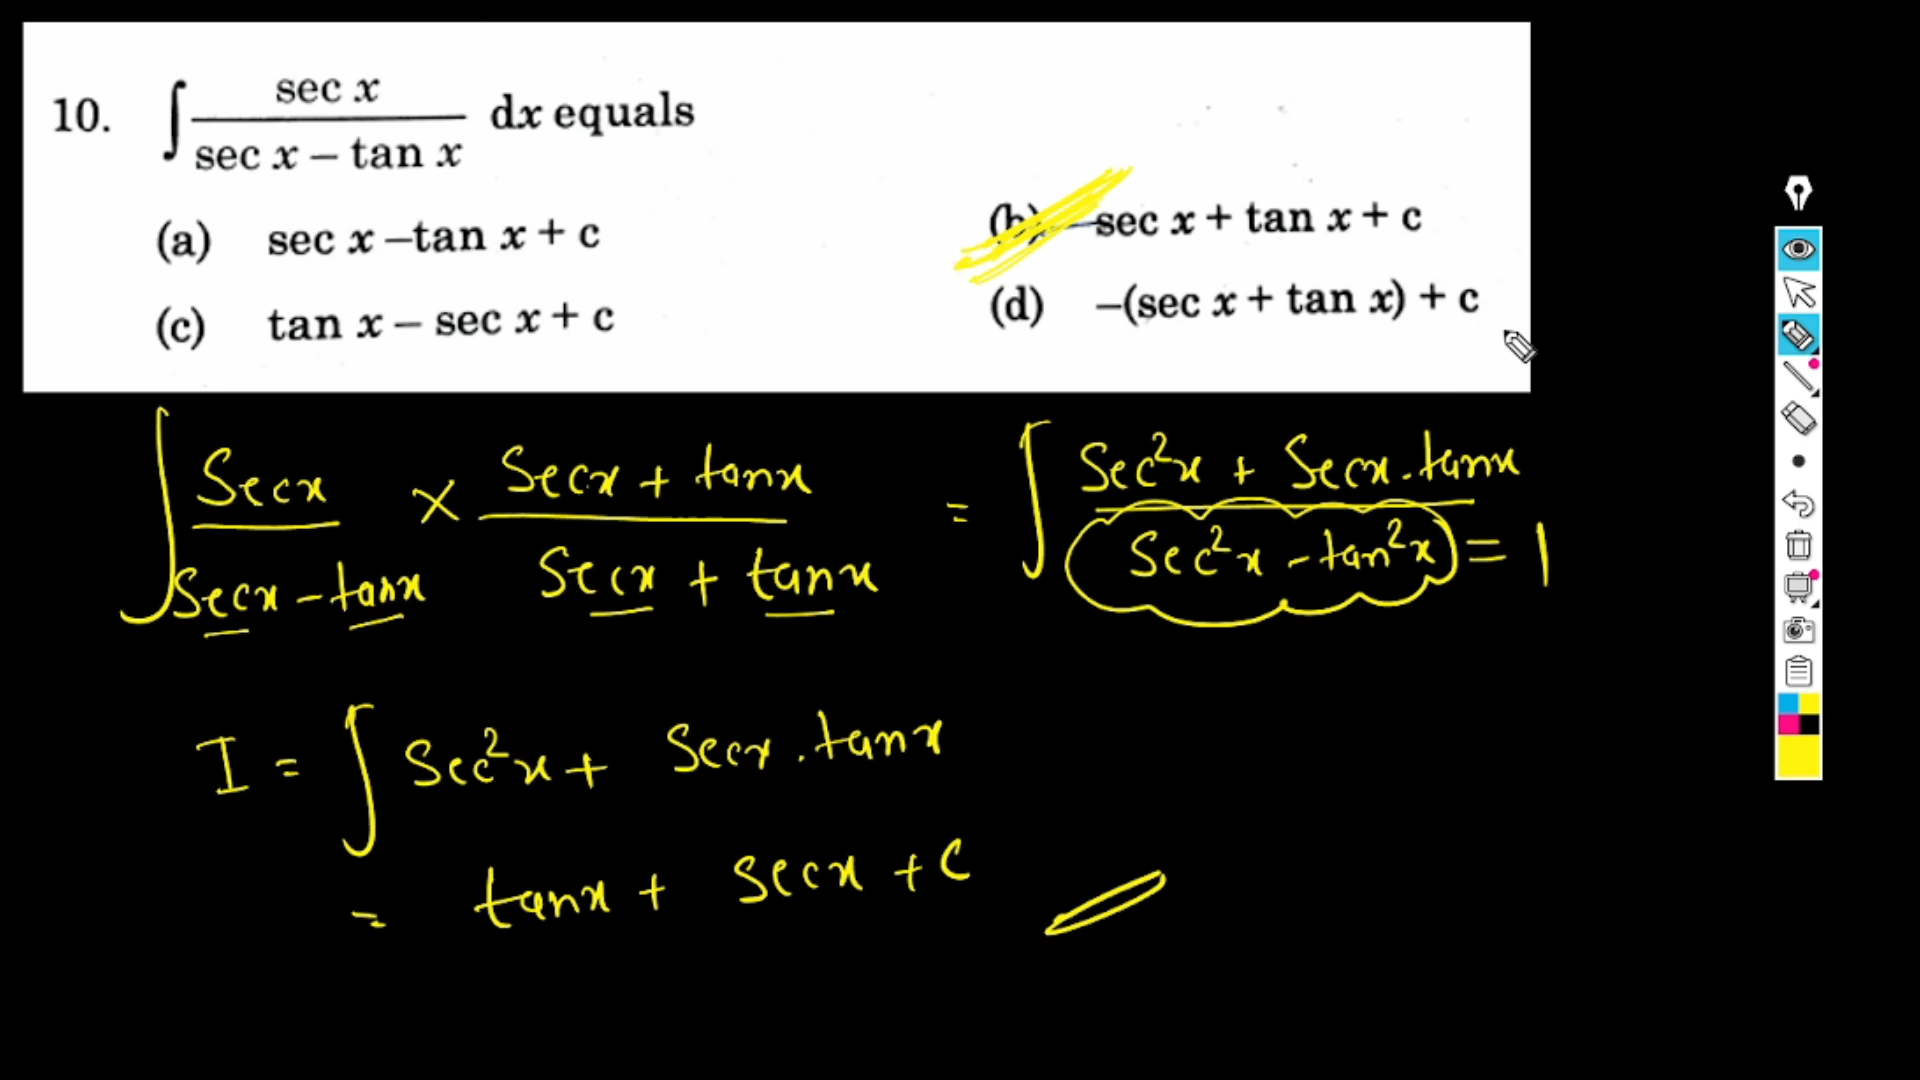 10. ∫ sec x / (sec x – tan x) dx equals
(a) sec x –tan x + c
(b) sec x + tan x + c
(c) tan x – sec x + c
(d) –(sec x + tan x) + c
∫ Secx / (Secx - tanx) × (Secx + tanx) / (Secx + tanx) = ∫ (Sec²x + Secx . tanx) / (Sec²x - tan²x) = 1
I = ∫ Sec²x + Secx . tanx
= tanx + Secx + C